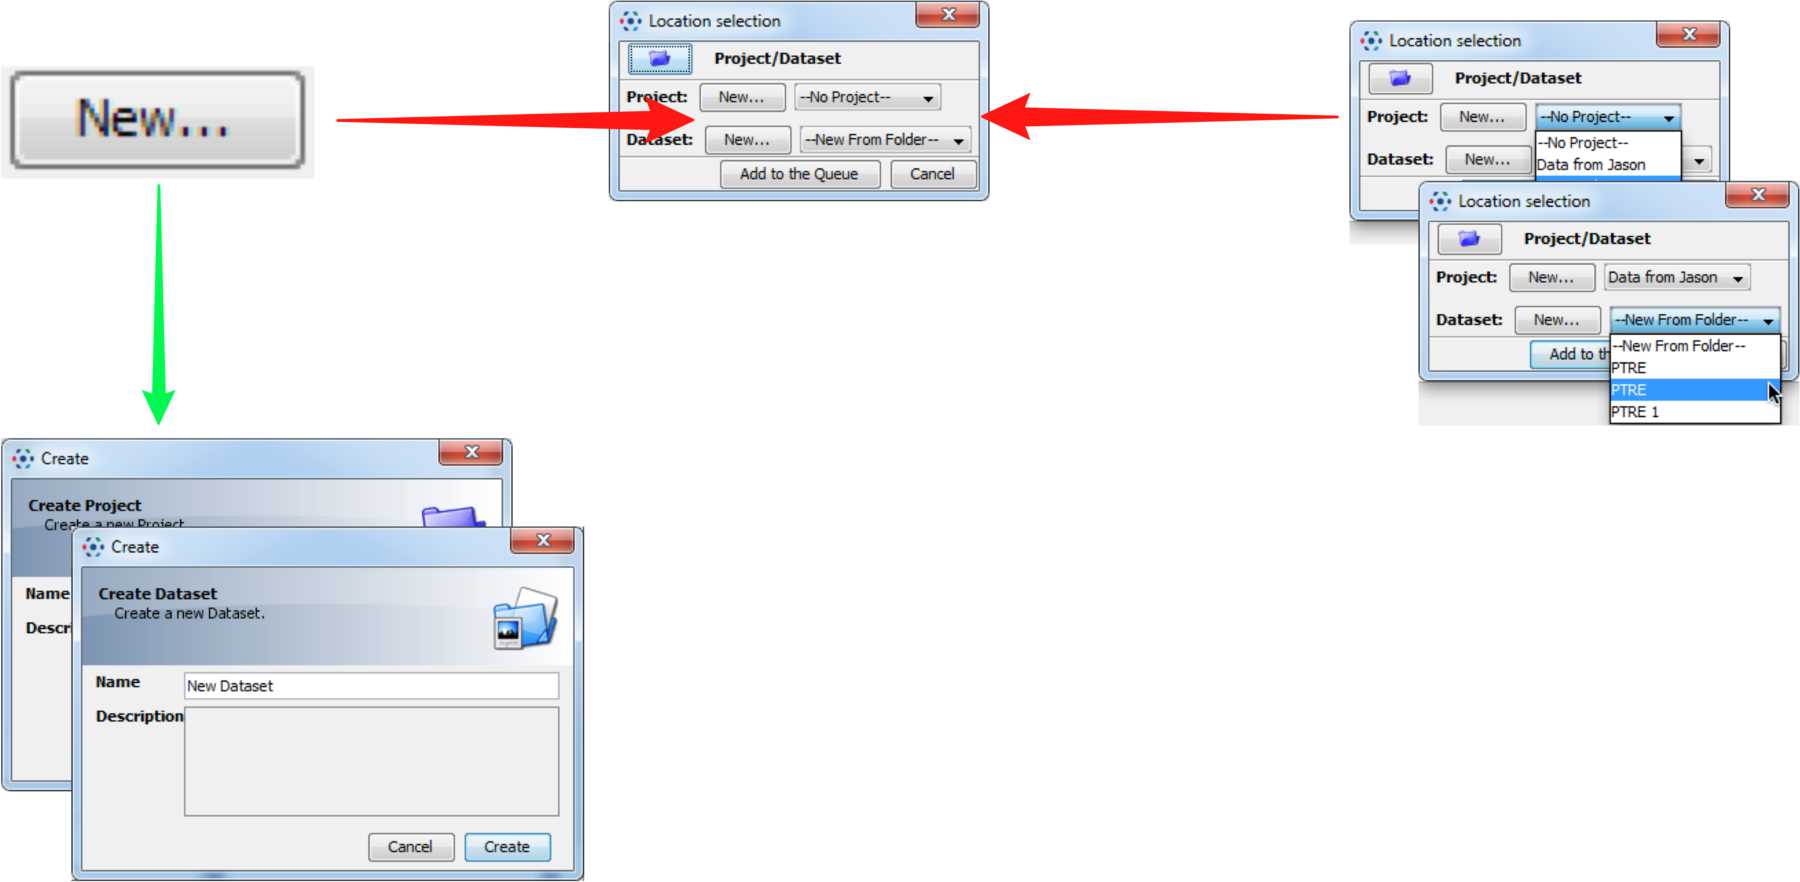 New...
Location selection
Project/Dataset
Project: New... --No Project--
Dataset: New... --New From Folder--
Add to the Queue Cancel
Location selection
Project/Dataset
Project: New... --No Project--
--No Project--
Dataset: New... Data from Jason
Location selection
Project/Dataset
Project: New... Data from Jason
Dataset: New... --New From Folder--
--New From Folder--
Add to th
PTRE
PTRE
PTRE 1
Create
Create Project
Create a new Project
Name
Descri
Create
Create Dataset
Create a new Dataset.
Name New Dataset
Description
Cancel Create